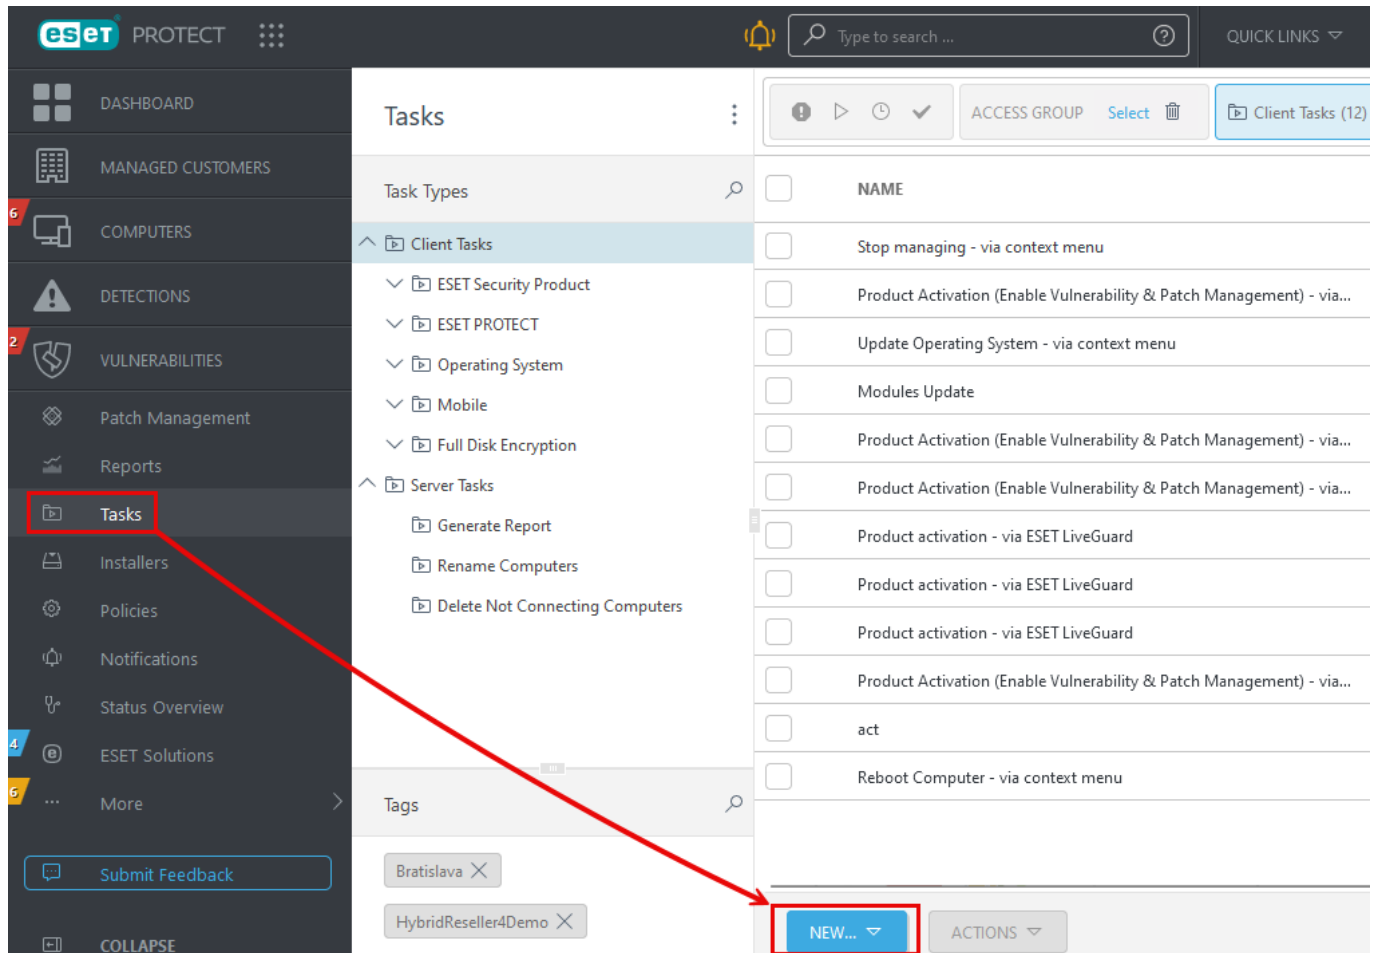 eset PROTECT
Type to search ...
QUICK LINKS
DASHBOARD
MANAGED CUSTOMERS
6
COMPUTERS
DETECTIONS
2
VULNERABILITIES
Patch Management
Reports
Tasks
Installers
Policies
Notifications
Status Overview
4
ESET Solutions
6
More
Submit Feedback
COLLAPSE
Tasks
Task Types
Client Tasks
ESET Security Product
ESET PROTECT
Operating System
Mobile
Full Disk Encryption
Server Tasks
Generate Report
Rename Computers
Delete Not Connecting Computers
Tags
Bratislava
HybridReseller4Demo
ACCESS GROUP Select
Client Tasks (12)
NAME
Stop managing - via context menu
Product Activation (Enable Vulnerability & Patch Management) - via...
Update Operating System - via context menu
Modules Update
Product Activation (Enable Vulnerability & Patch Management) - via...
Product Activation (Enable Vulnerability & Patch Management) - via...
Product activation - via ESET LiveGuard
Product activation - via ESET LiveGuard
Product activation - via ESET LiveGuard
Product Activation (Enable Vulnerability & Patch Management) - via...
act
Reboot Computer - via context menu
NEW...
ACTIONS